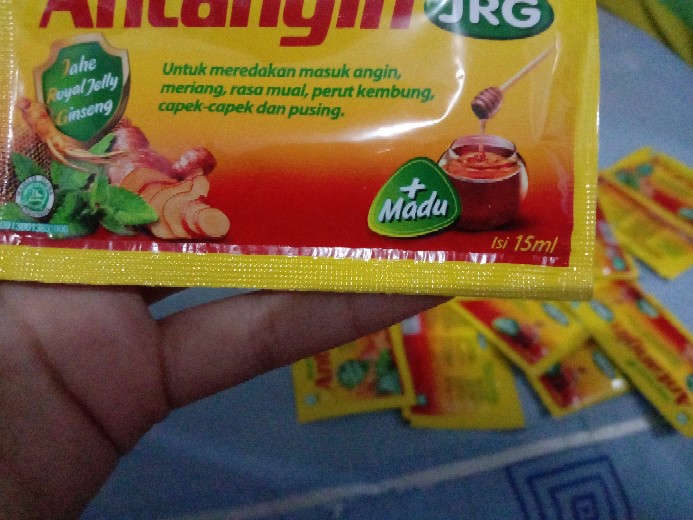 Antangin
JRG
Jahe
Royal Jelly
Ginseng
Untuk meredakan masuk angin,
meriang, rasa mual, perut kembung,
capek-capek dan pusing.
+
Madu
Isi 15ml
Antangin